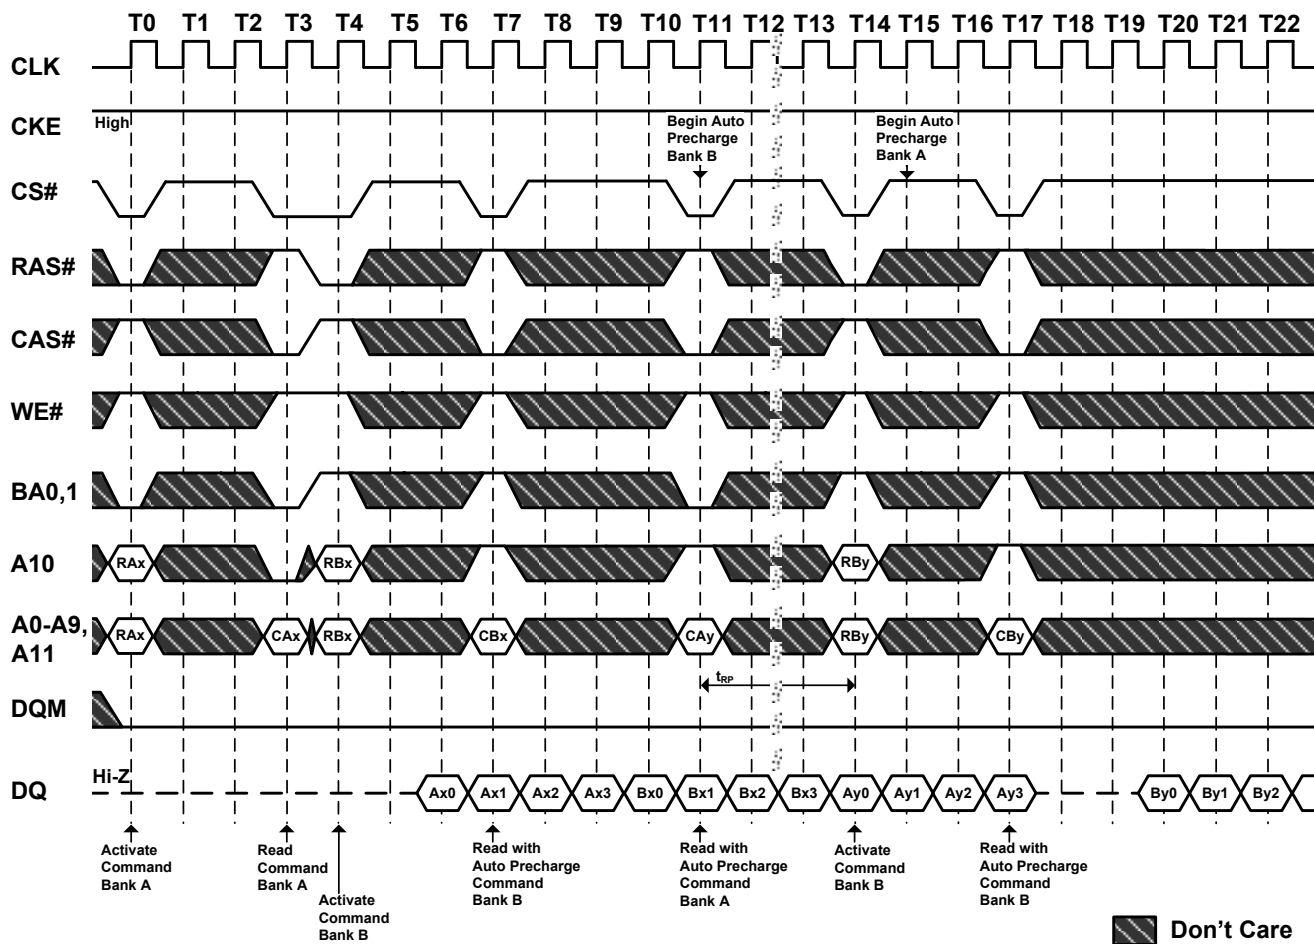 T0 T1 T2 T3 T4 T5 T6 T7 T8 T9 T10 T11 T12 T13 T14 T15 T16 T17 T18 T19 T20 T21 T22
CLK
CKE
High
Begin Auto
Precharge
Bank B
Begin Auto
Precharge
Bank A
CS#
RAS#
CAS#
WE#
BA0,1
A10
RAx RBx RBy
A0-A9,
A11
RAx CAx RBx CBx CAy RBy CBy
tRP
DQM
Hi-Z
DQ
Ax0 Ax1 Ax2 Ax3 Bx0 Bx1 Bx2 Bx3 Ay0 Ay1 Ay2 Ay3 By0 By1 By2
Activate
Command
Bank A
Read
Command
Bank A
Activate
Command
Bank B
Read with
Auto Precharge
Command
Bank B
Read with
Auto Precharge
Command
Bank A
Activate
Command
Bank B
Read with
Auto Precharge
Command
Bank B
Don't Care